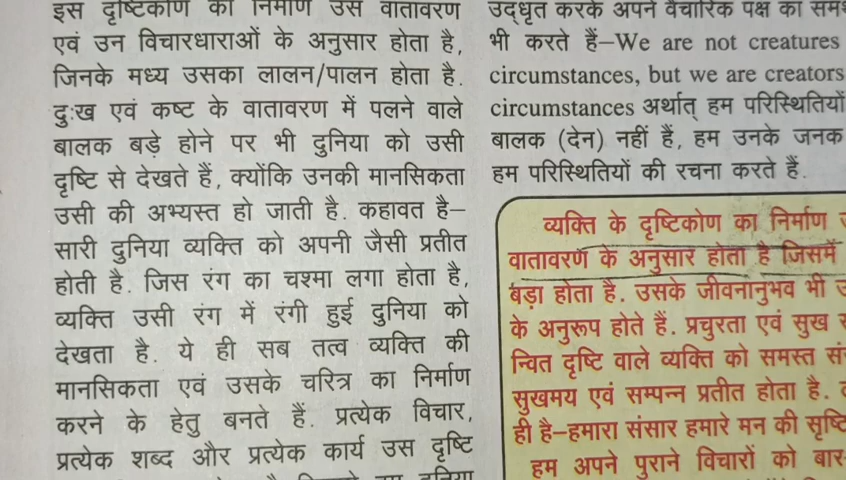 इस दृष्टिकोण का निर्माण उस वातावरण
एवं उन विचारधाराओं के अनुसार होता है,
जिनके मध्य उसका लालन/पालन होता है.
दुःख एवं कष्ट के वातावरण में पलने वाले
बालक बड़े होने पर भी दुनिया को उसी
दृष्टि से देखते हैं, क्योंकि उनकी मानसिकता
उसी की अभ्यस्त हो जाती है. कहावत है–
सारी दुनिया व्यक्ति को अपनी जैसी प्रतीत
होती है. जिस रंग का चश्मा लगा होता है,
व्यक्ति उसी रंग में रंगी हुई दुनिया को
देखता है. ये ही सब तत्व व्यक्ति की
मानसिकता एवं उसके चरित्र का निर्माण
करने के हेतु बनते हैं. प्रत्येक विचार,
प्रत्येक शब्द और प्रत्येक कार्य उस दृष्टि
उद्धृत करके अपने वैचारिक पक्ष का
भी करते हैं–We are not creatures
circumstances, but we are creators
circumstances अर्थात् हम परिस्थितियों
बालक (देन) नहीं हैं, हम उनके जनक
हम परिस्थितियों की रचना करते हैं.
व्यक्ति के दृष्टिकोण का निर्माण
वातावरण के अनुसार होता है जिसमें
बड़ा होता है. उसके जीवनानुभव भी
के अनुरूप होते हैं. प्रचुरता एवं सुख
न्वित दृष्टि वाले व्यक्ति को समस्त
सुखमय एवं सम्पन्न प्रतीत होता है.
ही है–हमारा संसार हमारे मन की सृष्टि
हम अपने पुराने विचारों को बार-